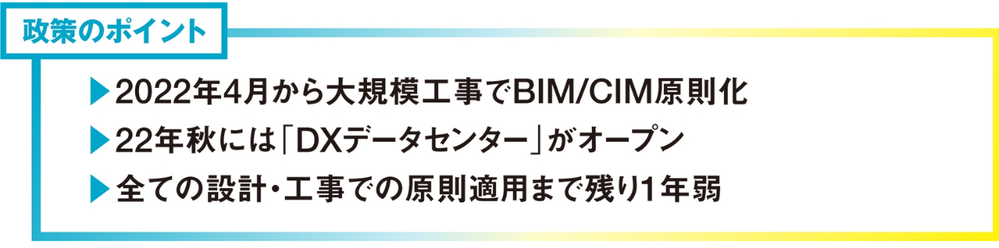 政策のポイント
▶2022年4月から大規模工事でBIM/CIM原則化
▶22年秋には「DXデータセンター」がオープン
▶全ての設計・工事での原則適用まで残り1年弱